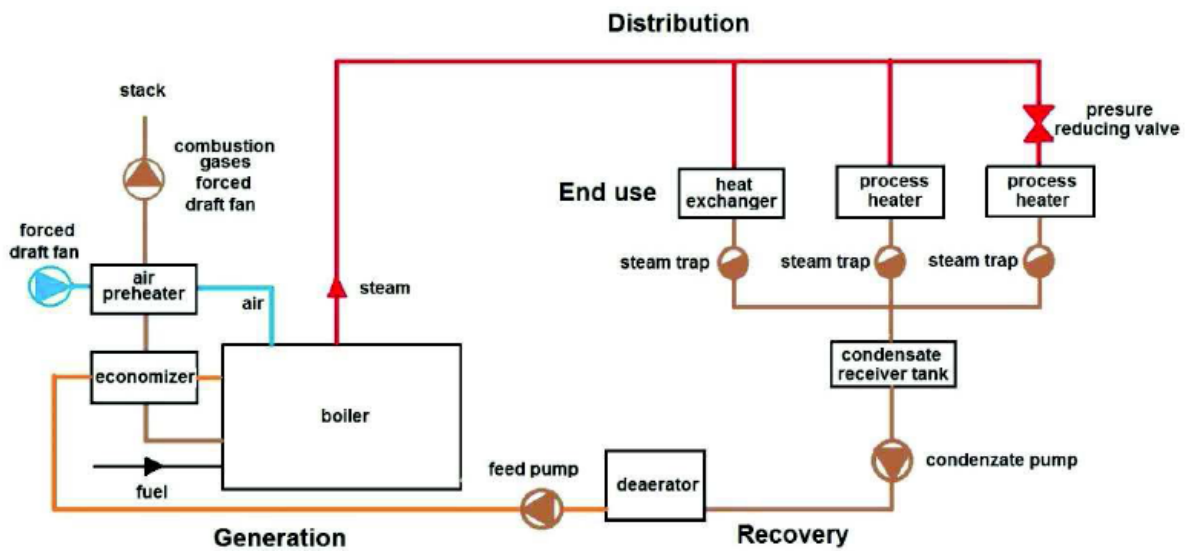 Distribution
stack
combustion
gases
forced
draft fan
presure
reducing valve
End use
heat
exchanger
process
heater
process
heater
forced
draft fan
air
preheater
air
steam
steam trap
steam trap
steam trap
economizer
boiler
condensate
receiver tank
fuel
feed pump
deaerator
condenzate pump
Generation
Recovery